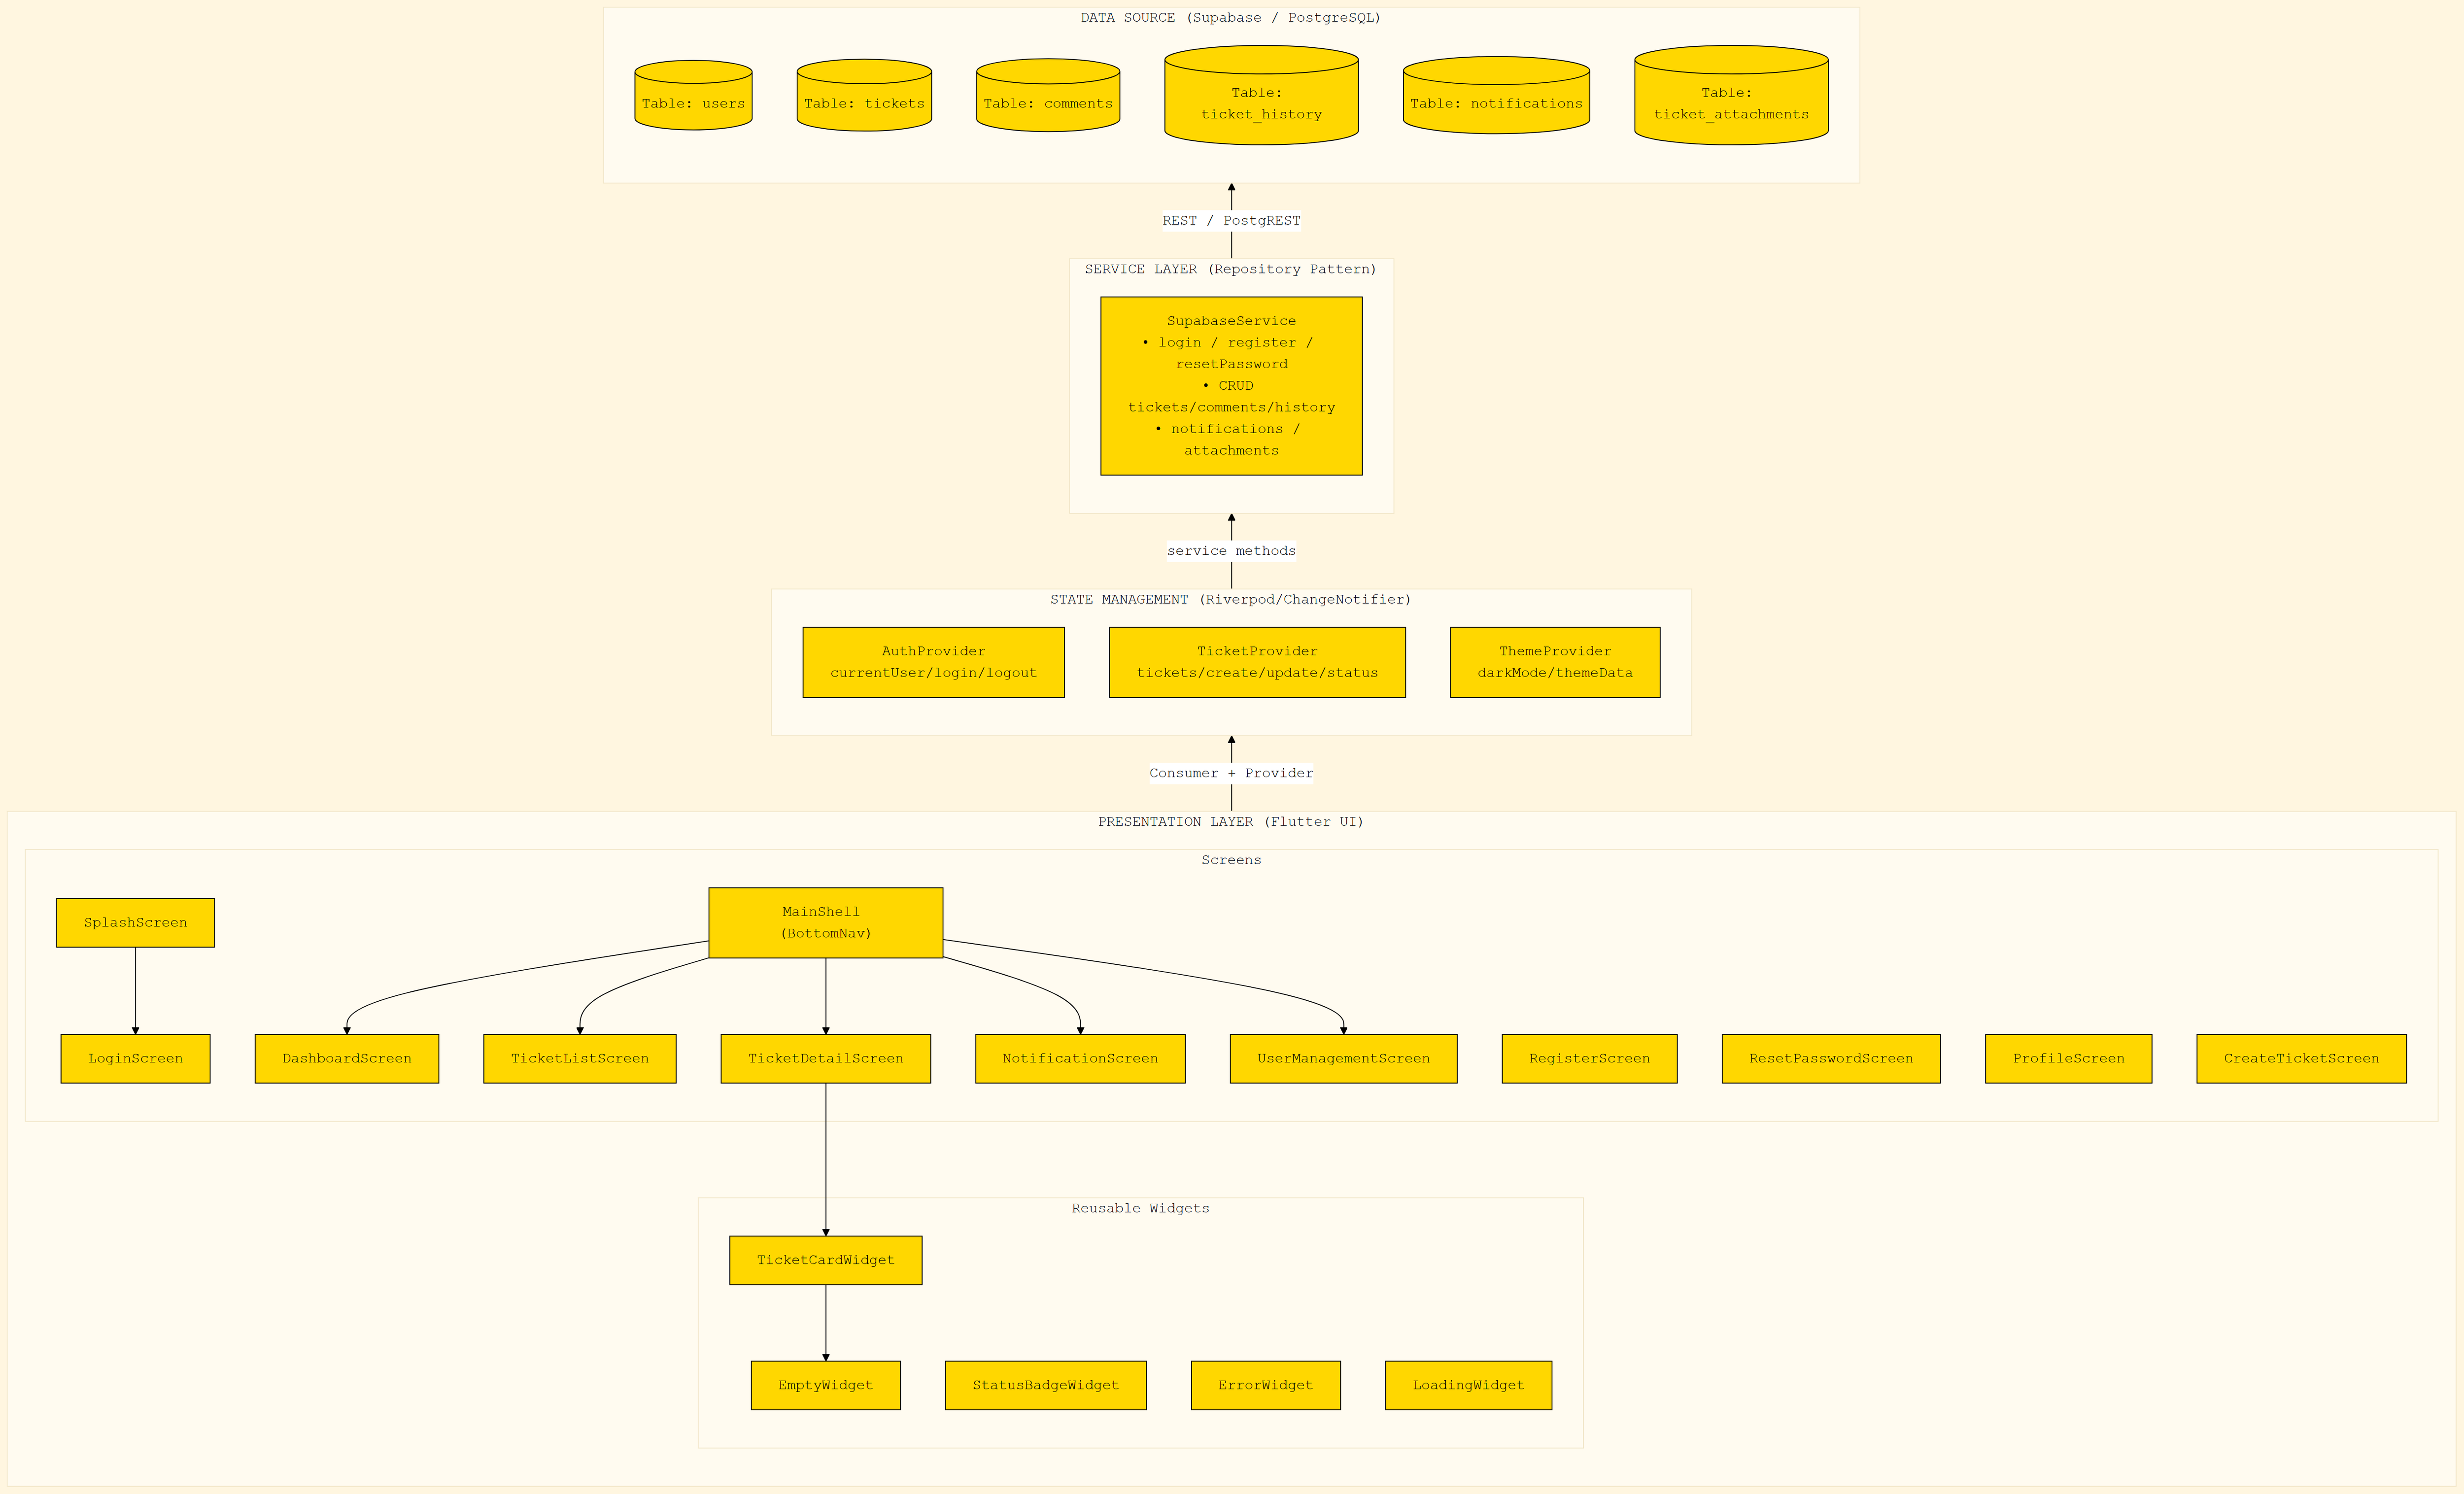 DATA SOURCE (Supabase / PostgreSQL)
Table: users
Table: tickets
Table: comments
Table:
ticket_history
Table: notifications
Table:
ticket_attachments
REST / PostgREST
SERVICE LAYER (Repository Pattern)
SupabaseService
• login / register /
resetPassword
• CRUD
tickets/comments/history
• notifications /
attachments
service methods
STATE MANAGEMENT (Riverpod/ChangeNotifier)
AuthProvider
currentUser/login/logout
TicketProvider
tickets/create/update/status
ThemeProvider
darkMode/themeData
Consumer + Provider
PRESENTATION LAYER (Flutter UI)
Screens
SplashScreen
MainShell
(BottomNav)
LoginScreen
DashboardScreen
TicketListScreen
TicketDetailScreen
NotificationScreen
UserManagementScreen
RegisterScreen
ResetPasswordScreen
ProfileScreen
CreateTicketScreen
Reusable Widgets
TicketCardWidget
EmptyWidget
StatusBadgeWidget
ErrorWidget
LoadingWidget